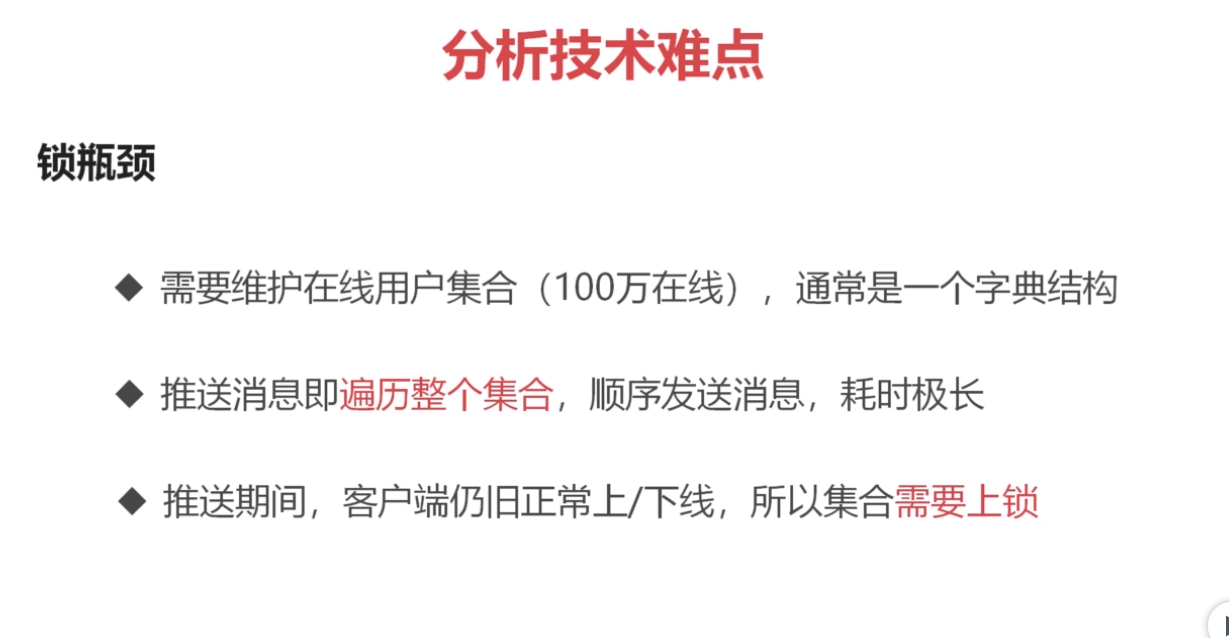 分析技术难点
锁瓶颈
◆ 需要维护在线用户集合（100万在线），通常是一个字典结构
◆ 推送消息即遍历整个集合，顺序发送消息，耗时极长
◆ 推送期间，客户端仍旧正常上/下线，所以集合需要上锁